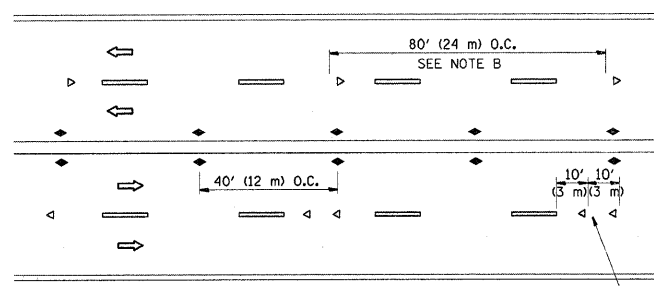 80' (24 m) O.C.
SEE NOTE B
40' (12 m) O.C.
10' 10'
(3 m) (3 m)